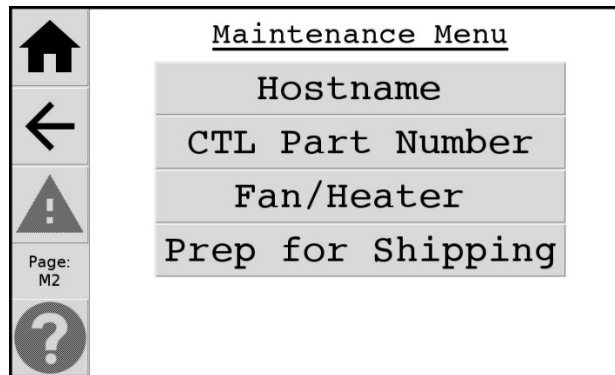 Maintenance Menu
Hostname
CTL Part Number
Fan/Heater
Prep for Shipping
Page:
M2